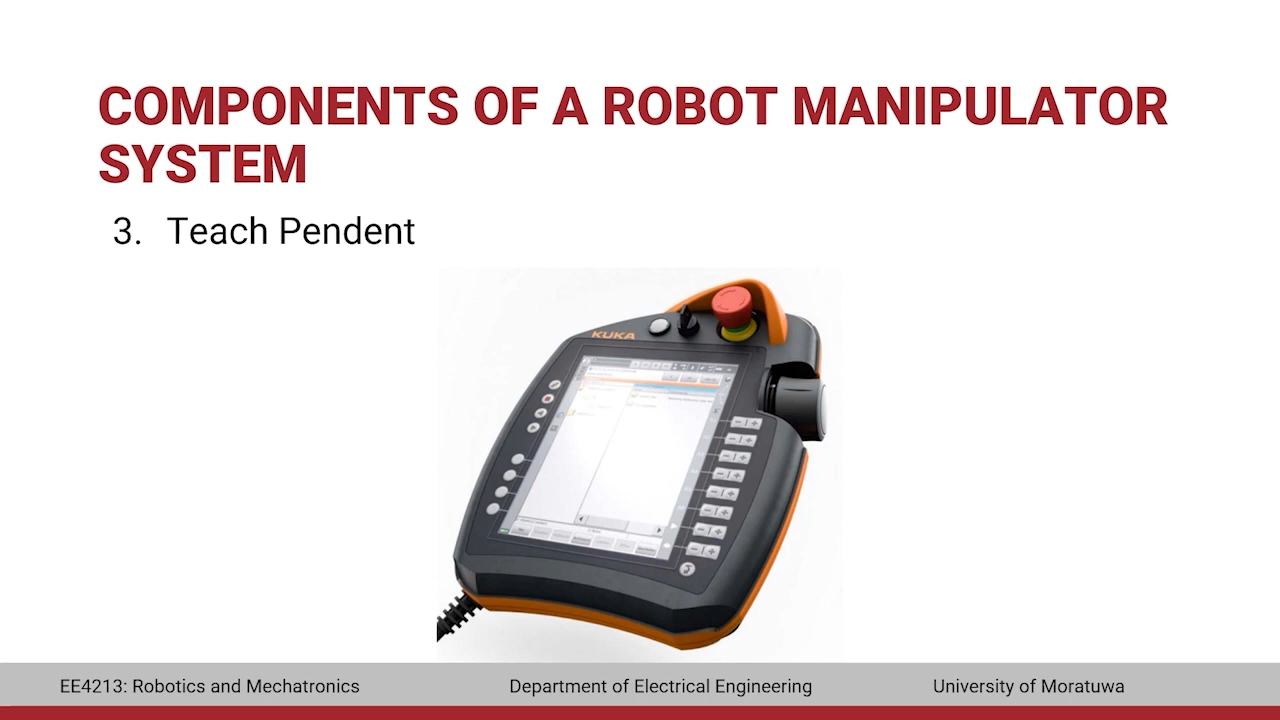 COMPONENTS OF A ROBOT MANIPULATOR
SYSTEM
3. Teach Pendent
KUKA
EE4213: Robotics and Mechatronics
Department of Electrical Engineering
University of Moratuwa